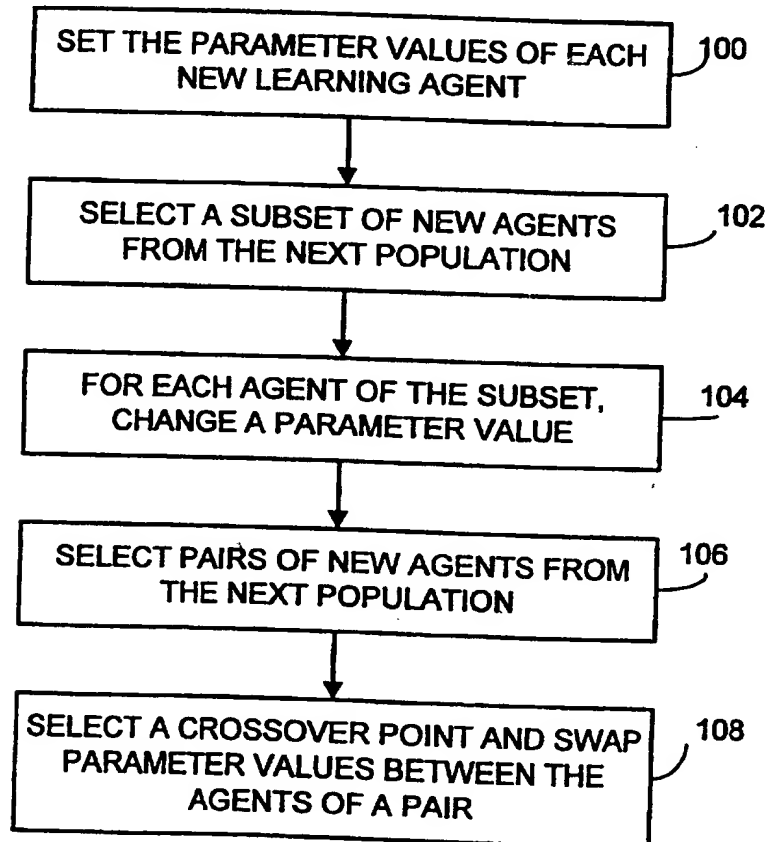 SET THE PARAMETER VALUES OF EACH
NEW LEARNING AGENT
100
SELECT A SUBSET OF NEW AGENTS
FROM THE NEXT POPULATION
102
FOR EACH AGENT OF THE SUBSET,
CHANGE A PARAMETER VALUE
104
SELECT PAIRS OF NEW AGENTS FROM
THE NEXT POPULATION
106
SELECT A CROSSOVER POINT AND SWAP
PARAMETER VALUES BETWEEN THE
AGENTS OF A PAIR
108